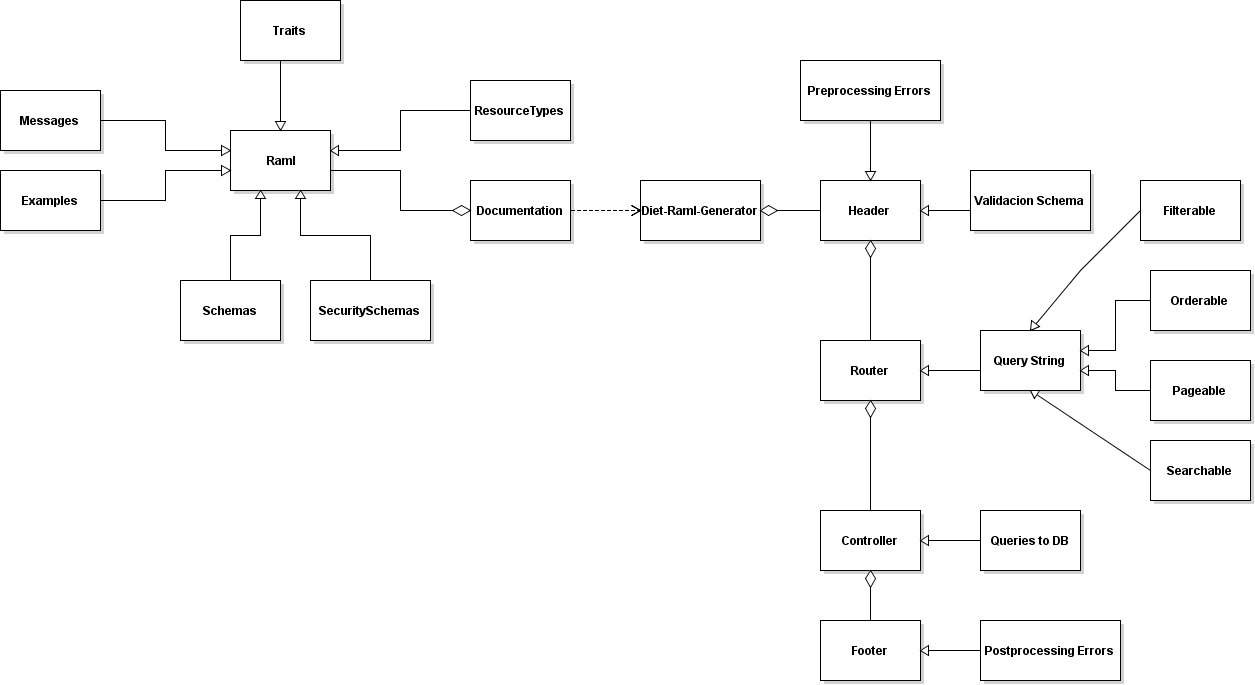 Traits
Messages
Examples
Raml
ResourceTypes
Documentation
Schemas
SecuritySchemas
Diet-Raml-Generator
Preprocessing Errors
Header
Validacion Schema
Router
Query String
Filterable
Orderable
Pageable
Searchable
Controller
Queries to DB
Footer
Postprocessing Errors